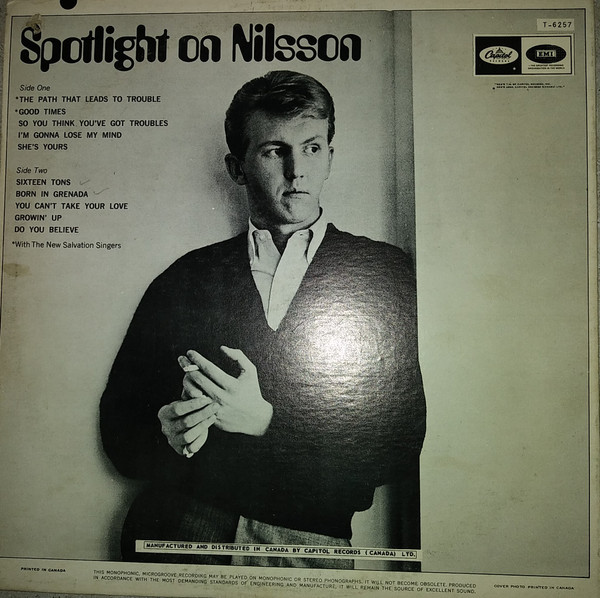 T-6257
Spotlight on Nilsson
Capitol
RECORDS
EMI
Side One
*THE PATH THAT LEADS TO TROUBLE
*GOOD TIMES
SO YOU THINK YOU'VE GOT TROUBLES
I'M GONNA LOSE MY MIND
SHE'S YOURS
Side Two
SIXTEEN TONS
BORN IN GRENADA
YOU CAN'T TAKE YOUR LOVE
GROWIN' UP
DO YOU BELIEVE
*With The New Salvation Singers
MANUFACTURED AND DISTRIBUTED IN CANADA BY CAPITOL RECORDS (CANADA) LTD.
PRINTED IN CANADA
THIS MONOPHONIC, MICROGROOVE RECORDING MAY BE PLAYED ON MONOPHONIC OR STEREO PHONOGRAPHS. IT WILL NOT BECOME OBSOLETE. PRODUCED
IN ACCORDANCE WITH THE MOST DEMANDING STANDARDS OF ENGINEERING AND MANUFACTURE, IT WILL REMAIN THE SOURCE OF EXCELLENT SOUND.
COVER PHOTO PRINTED IN CANADA